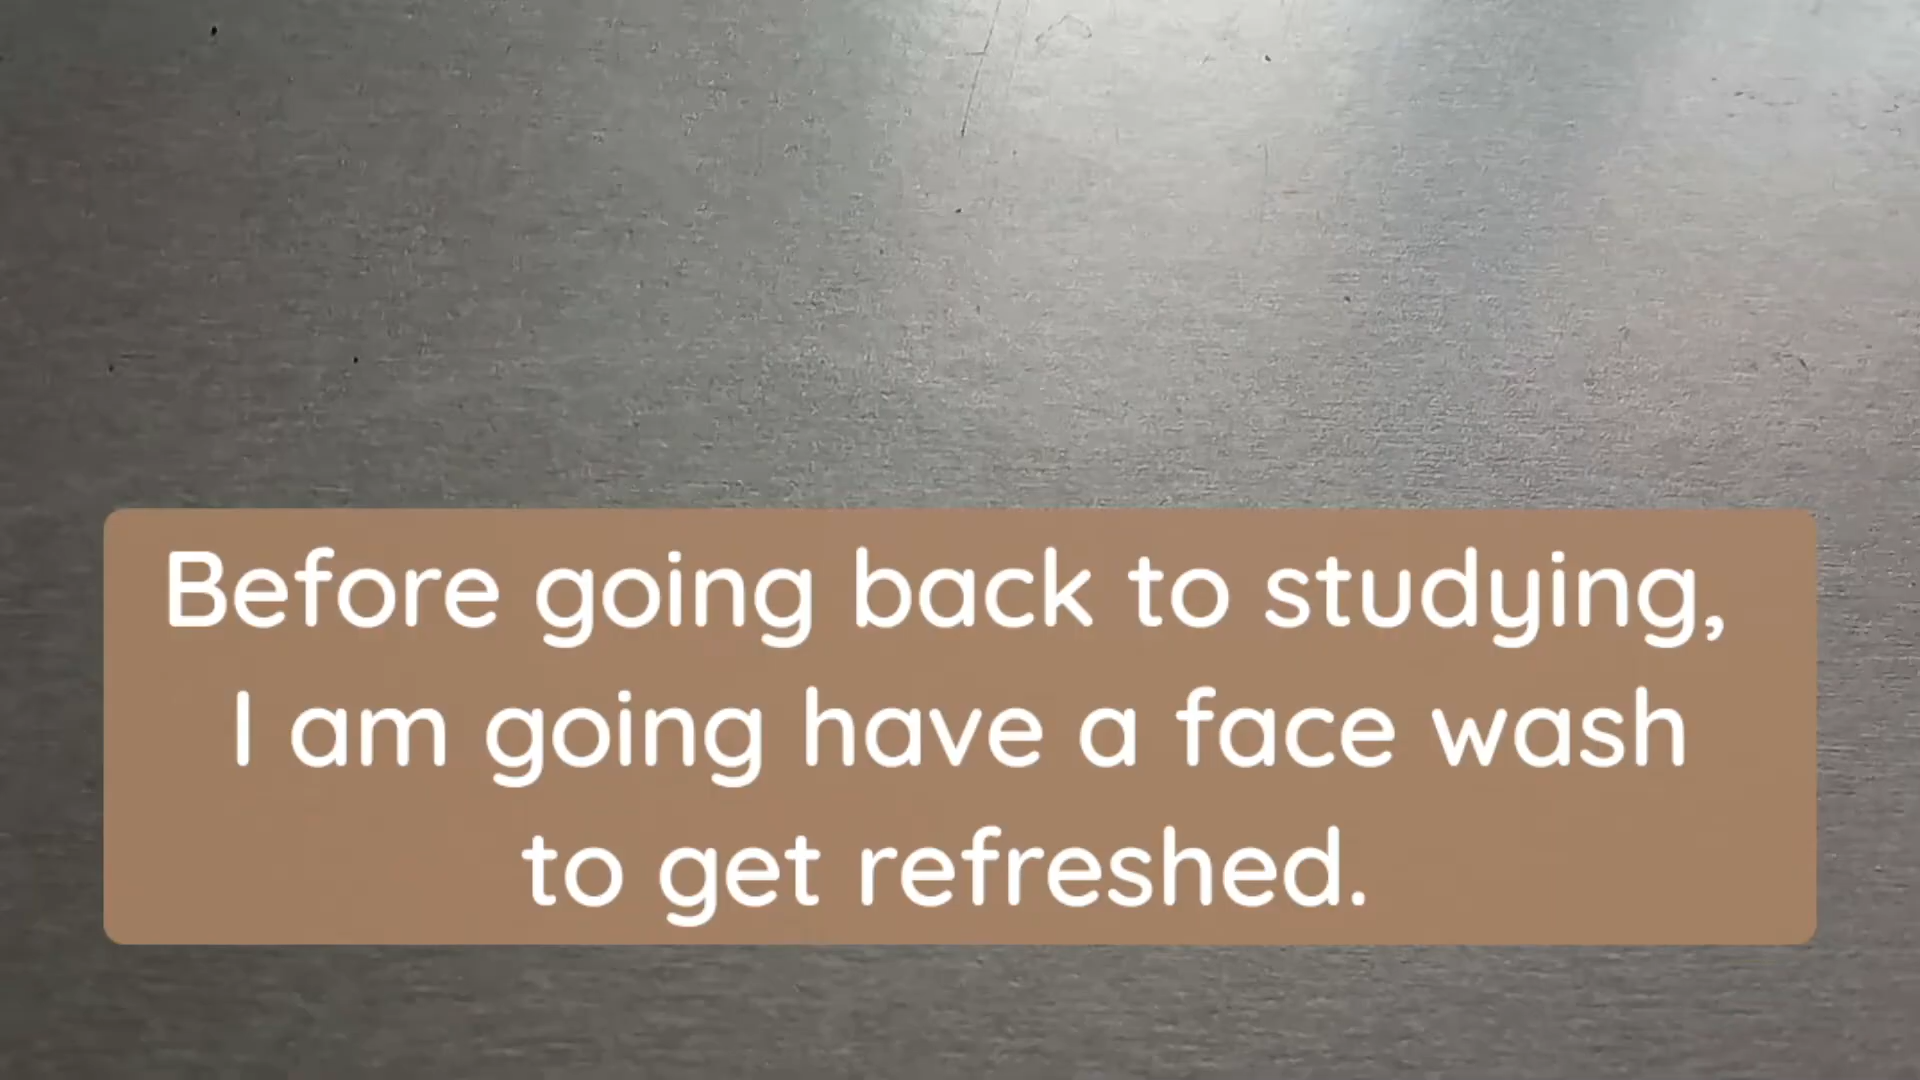 Before going back to studying,
I am going have a face wash
to get refreshed.